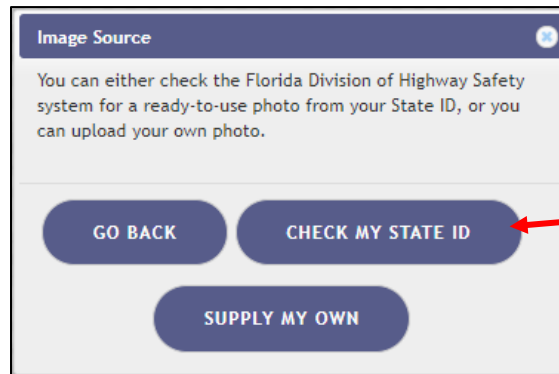 Image Source
You can either check the Florida Division of Highway Safety
system for a ready-to-use photo from your State ID, or you
can upload your own photo.
GO BACK
CHECK MY STATE ID
SUPPLY MY OWN